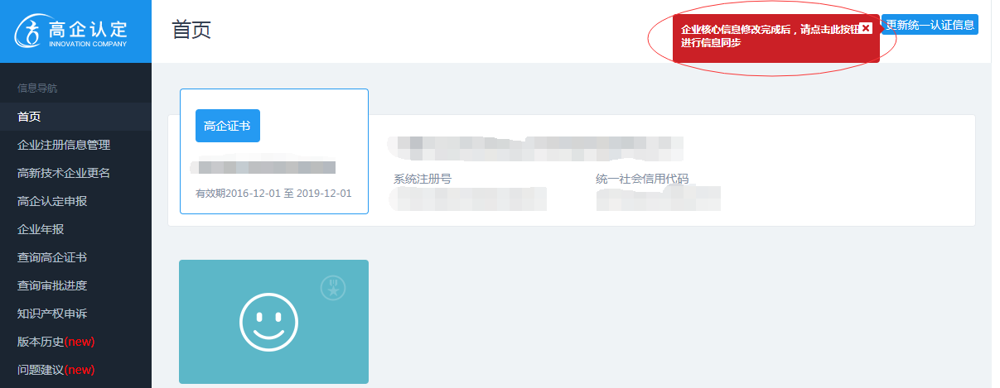 高企认定
INNOVATION COMPANY
首页
企业核心信息修改完成后，请点击此按钮
进行信息同步
更新统一认证信息
信息导航
首页
企业注册信息管理
高新技术企业更名
高企认定申报
企业年报
查询高企证书
查询审批进度
知识产权申诉
版本历史(new)
问题建议(new)
高企证书
有效期2016-12-01 至 2019-12-01
系统注册号
统一社会信用代码